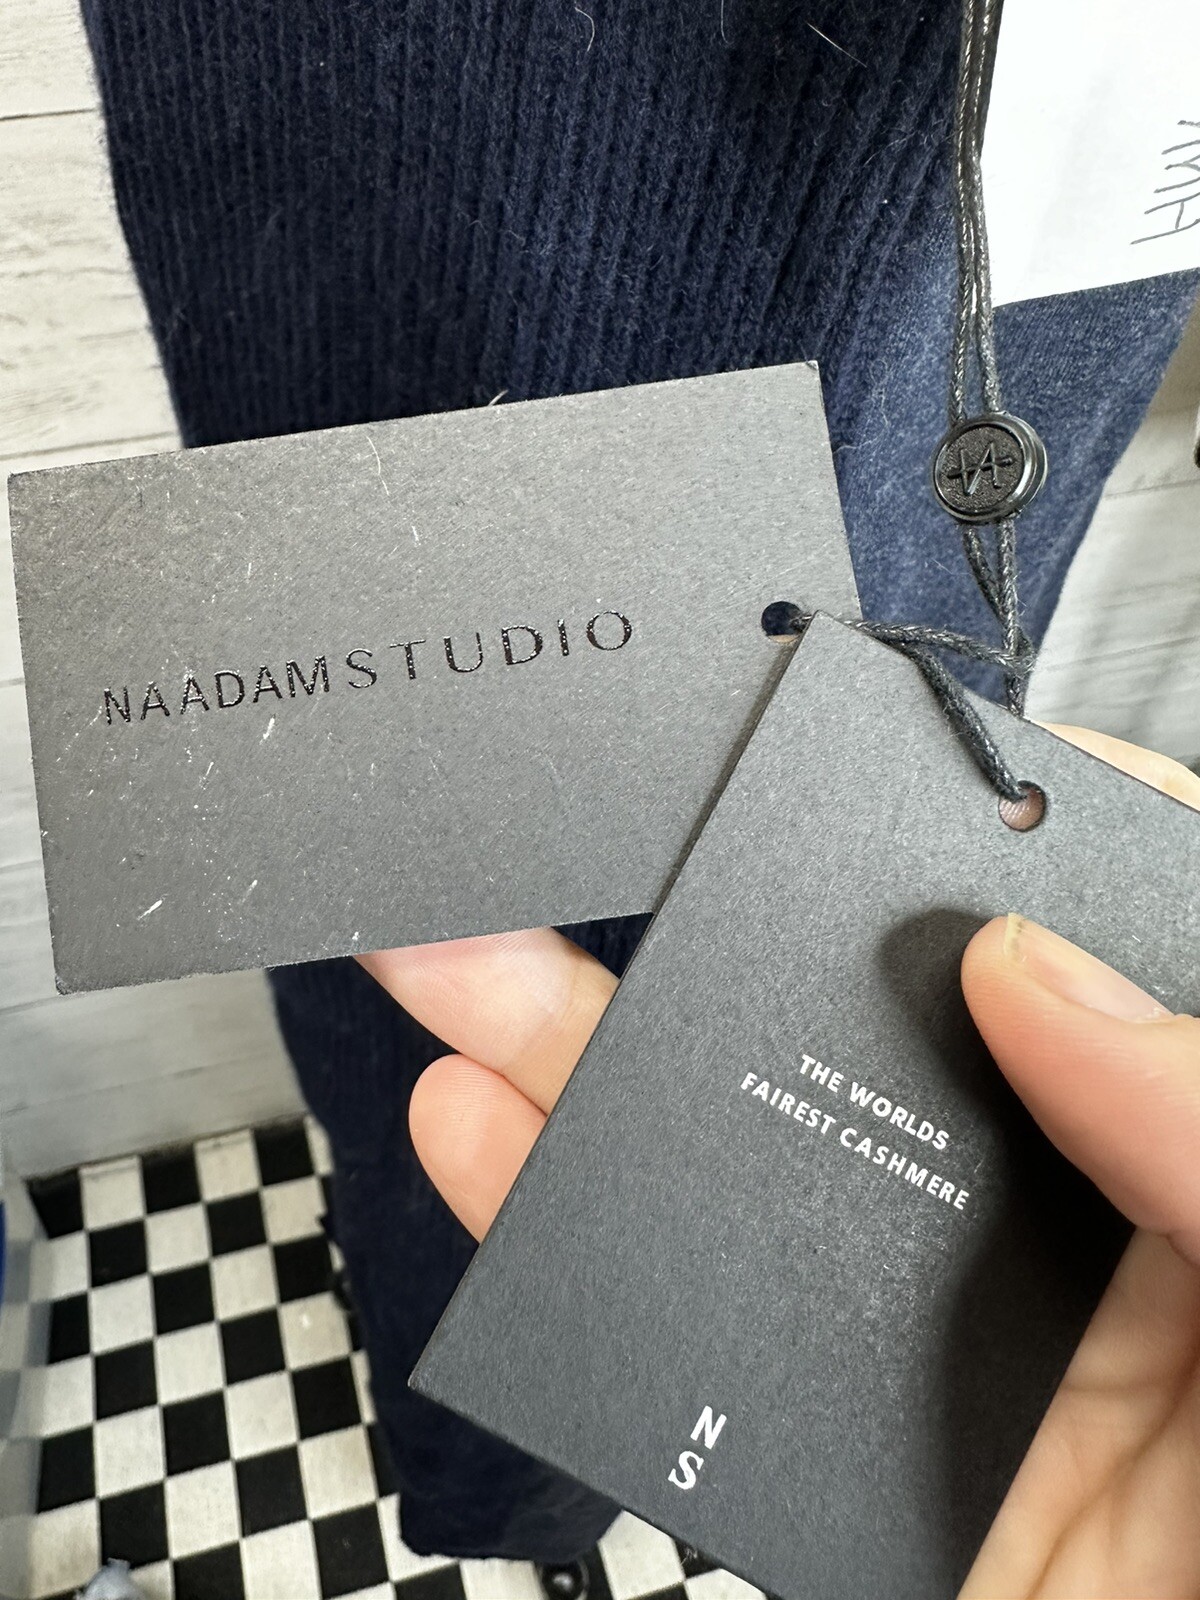 NAADAMSTUDIO
THE WORLDS
FAIREST CASHMERE
N
S